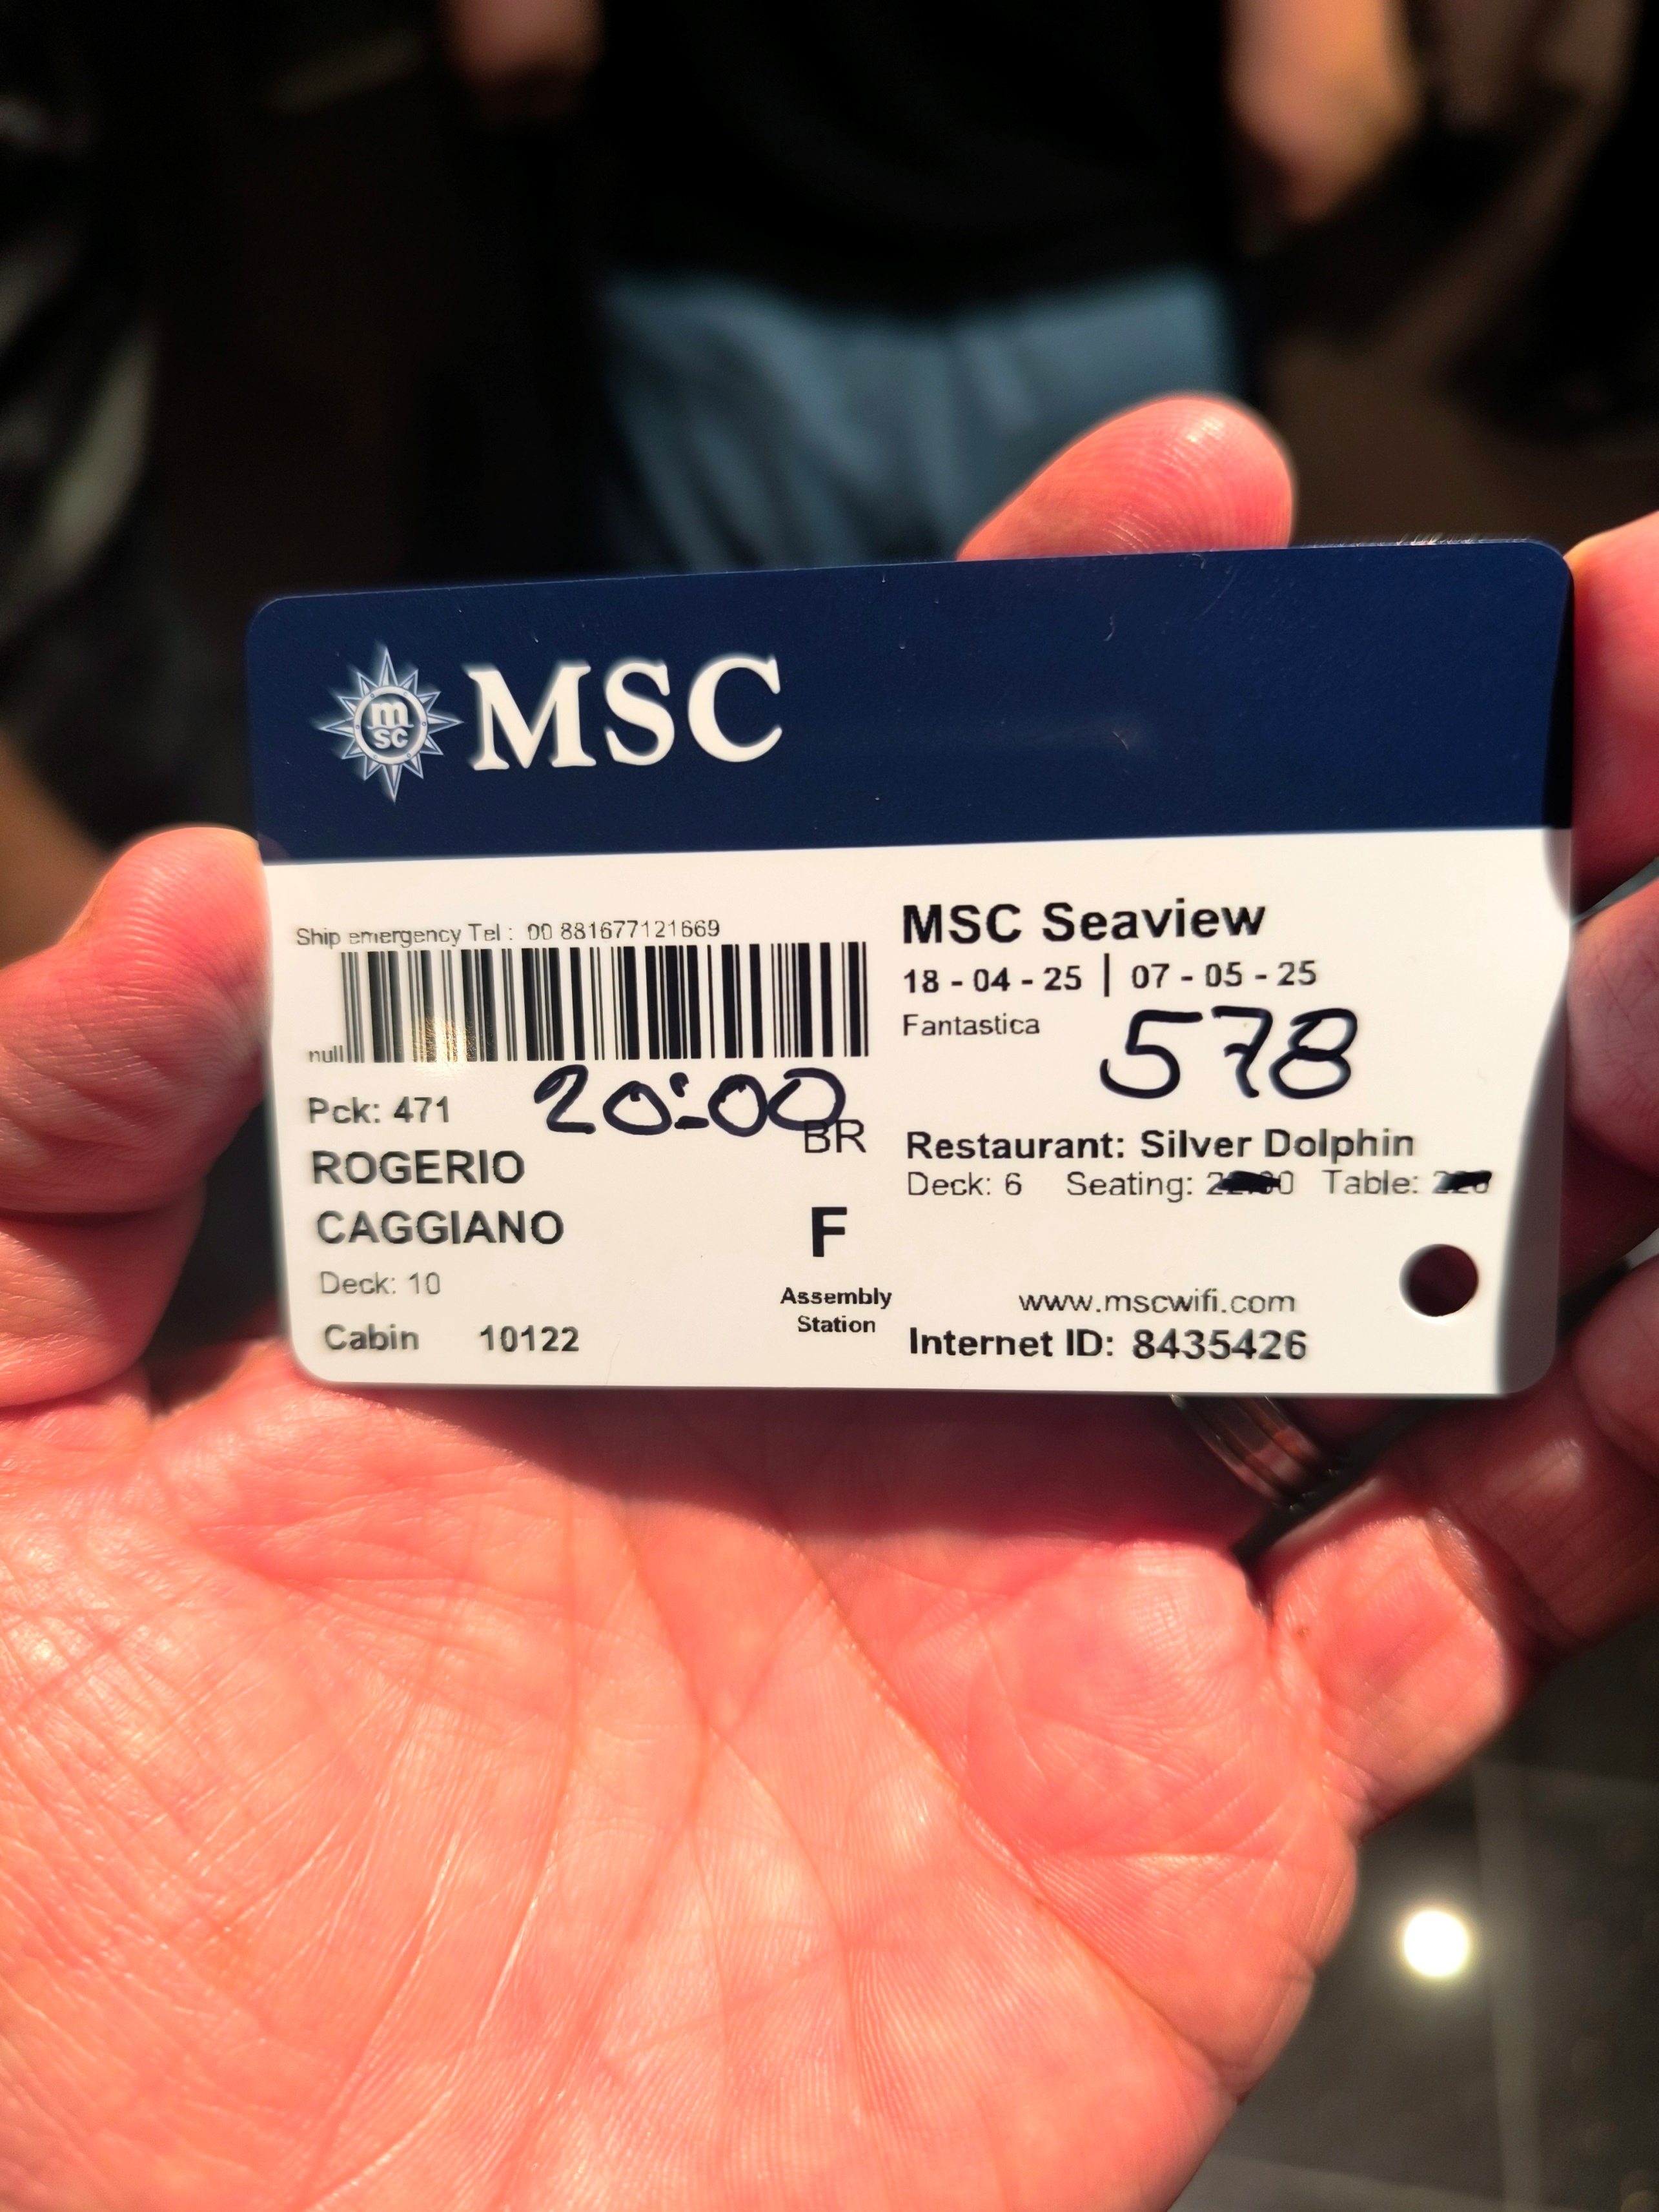 m
sc
MSC
Ship emergency Tel : 00 881677121669
null
Pck: 471
20:00
BR
ROGERIO
CAGGIANO
Deck: 10
Cabin 10122
F
Assembly
Station
MSC Seaview
18 - 04 - 25 | 07 - 05 - 25
Fantastica
578
Restaurant: Silver Dolphin
Deck: 6 Seating: Table:
www.mscwifi.com
Internet ID: 8435426